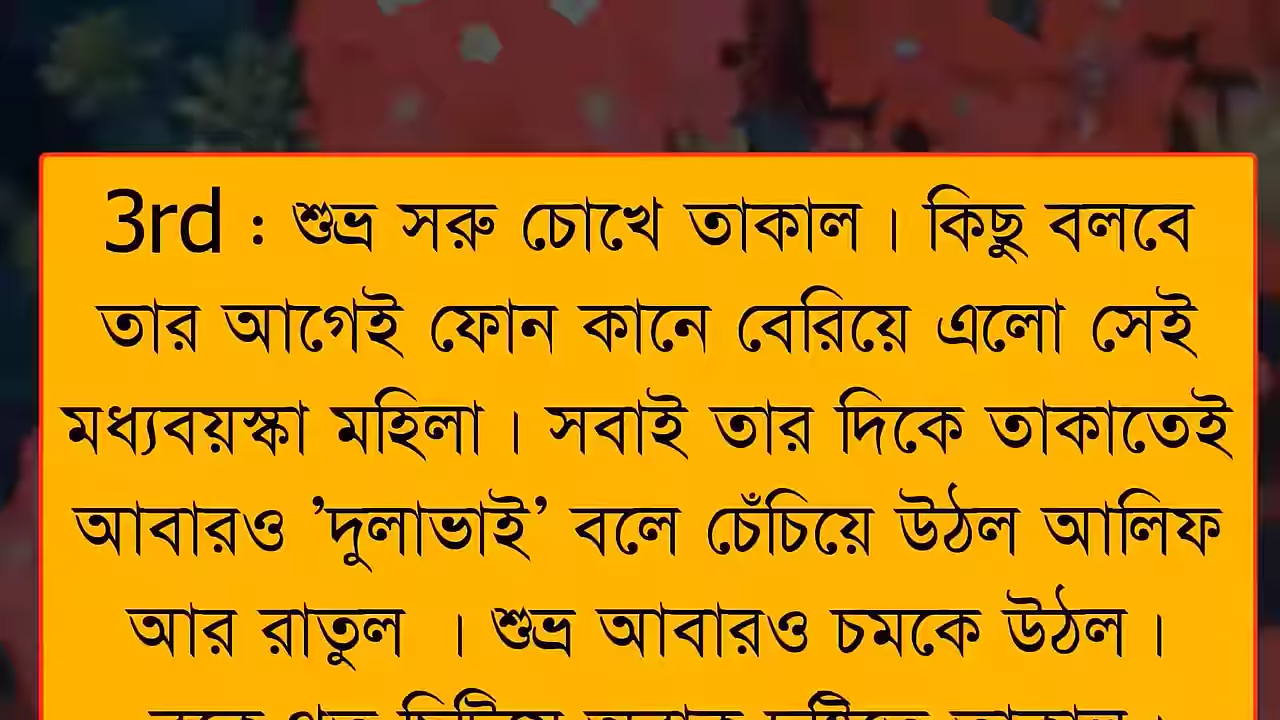 3rd : শুভ্র সরু চোখে তাকাল । কিছু বলবে
তার আগেই ফোন কানে বেরিয়ে এলো সেই
মধ্যবয়স্কা মহিলা । সবাই তার দিকে তাকাতেই
আবারও ’দুলাভাই’ বলে চেঁচিয়ে উঠল আলিফ
আর রাতুল । শুভ্র আবারও চমকে উঠল ।